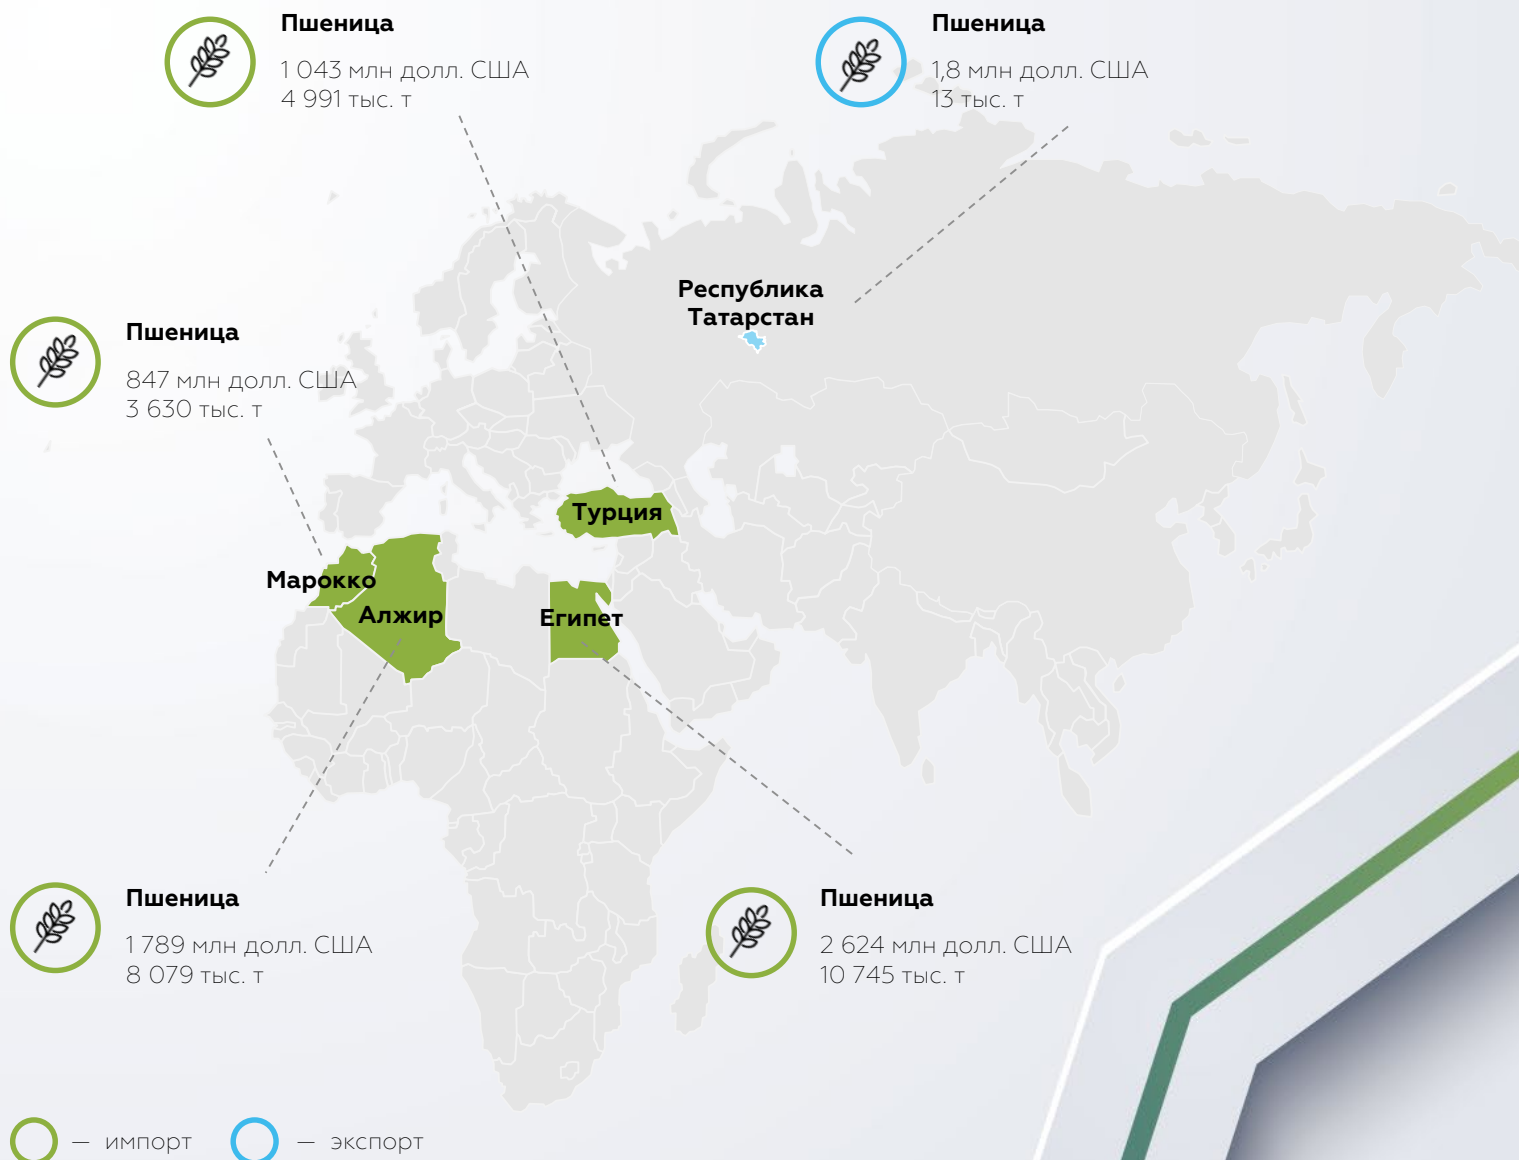 Пшеница
1 043 млн долл. США
4 991 тыс. т
Пшеница
1,8 млн долл. США
13 тыс. т
Республика
Татарстан
Пшеница
847 млн долл. США
3 630 тыс. т
Турция
Марокко
Алжир
Египет
Пшеница
1 789 млн долл. США
8 079 тыс. т
Пшеница
2 624 млн долл. США
10 745 тыс. т
— импорт
— экспорт